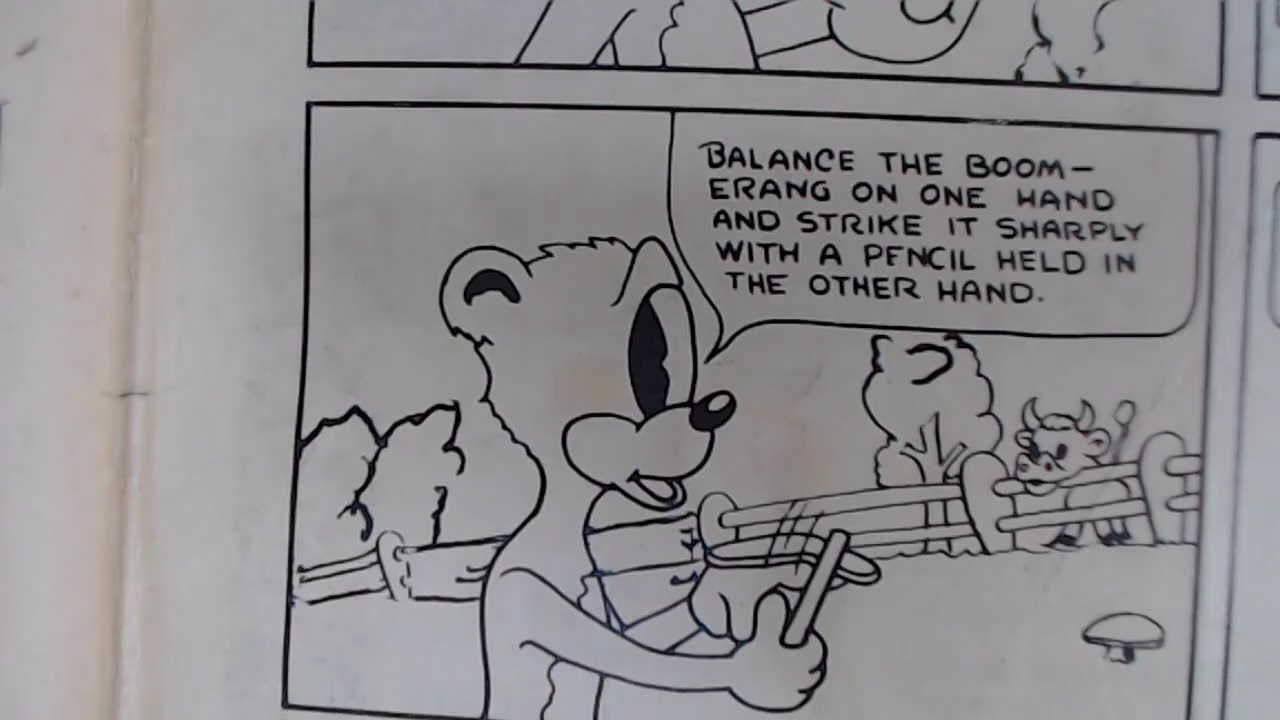 BALANCE THE BOOM-
ERANG ON ONE HAND
AND STRIKE IT SHARPLY
WITH A PENCIL HELD IN
THE OTHER HAND.